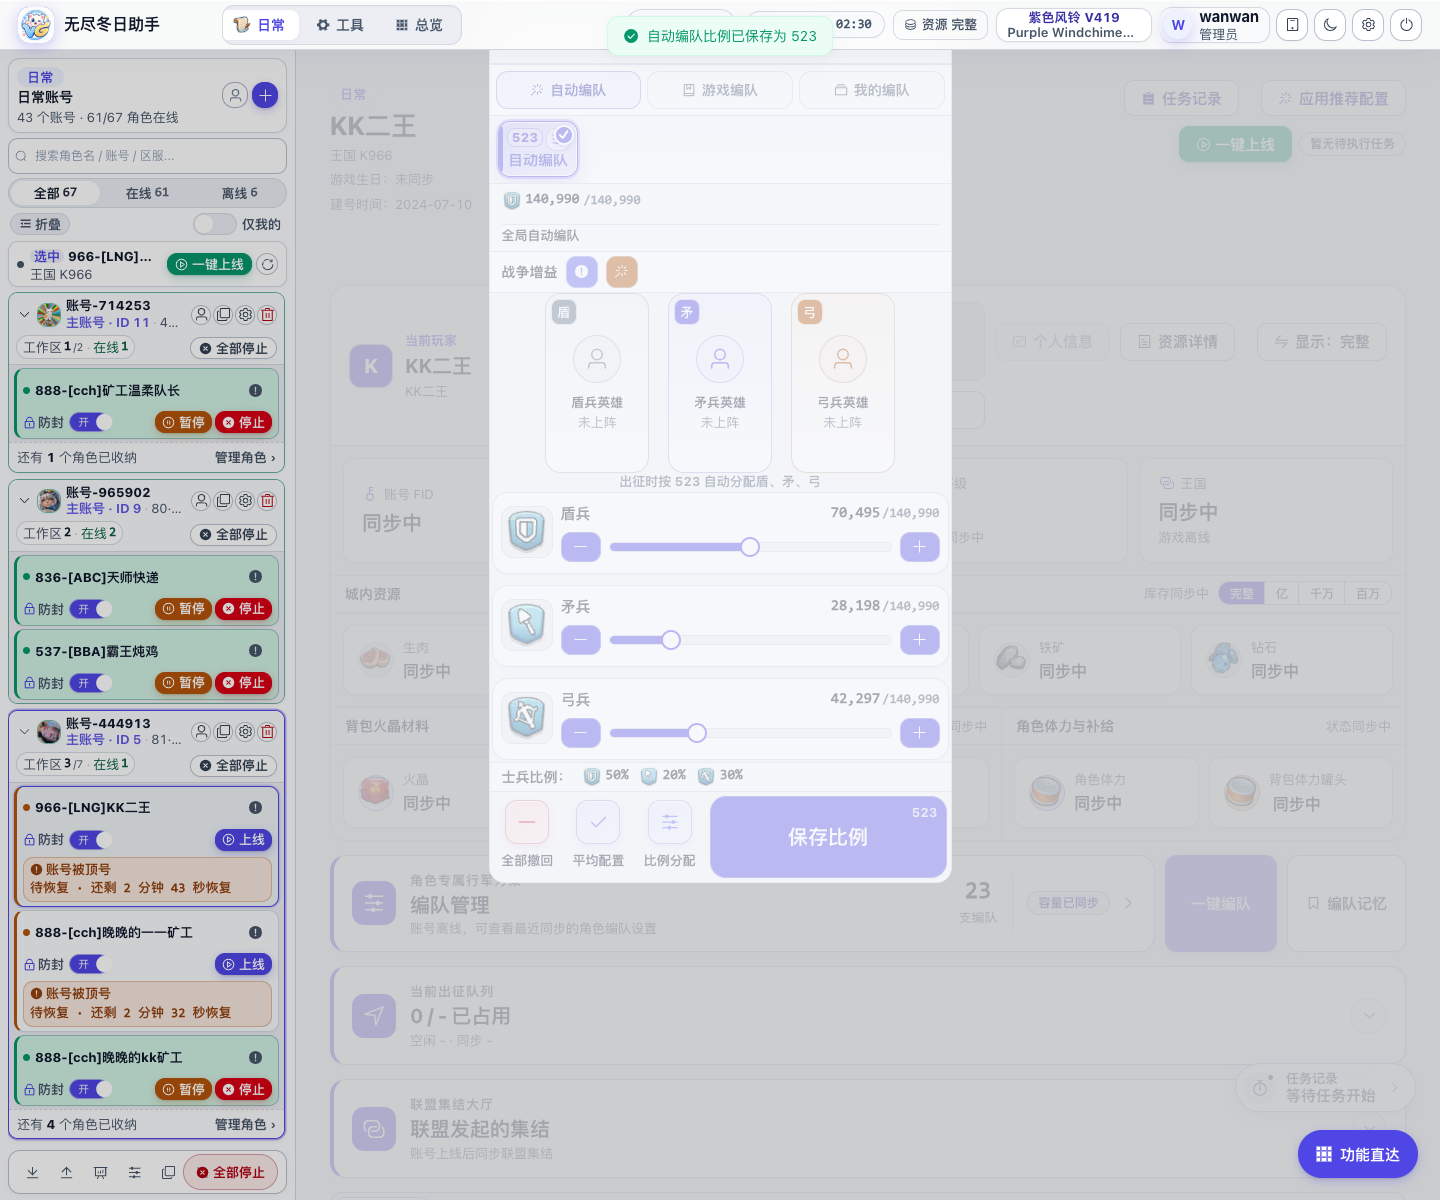 无尽冬日助手
日常
工具
总览
自动编队比例已保存为 523
02:30
资源 完整
紫色风铃 V419
Purple Windchime...
W
wanwan
管理员
日常
日常账号
43 个账号 · 61/67 角色在线
搜索角色名 / 账号 / 区服...
全部 67
在线 61
离线 6
折叠
仅我的
选中 966-[LNG]...
王国 K966
一键上线
账号-714253
主账号 · ID 11 · 4...
工作区 1 /2 · 在线 1
全部停止
888-[cch]矿工温柔队长
防封
开
暂停
停止
还有 1 个角色已收纳
管理角色 ›
账号-965902
主账号 · ID 9 · 80-...
工作区 2 · 在线 2
全部停止
836-[ABC]天师快递
防封
开
暂停
停止
537-[BBA]霸王炖鸡
防封
开
暂停
停止
账号-444913
主账号 · ID 5 · 81-...
工作区 3 /7 · 在线 1
全部停止
966-[LNG]KK二王
防封
开
上线
账号被顶号
待恢复 · 还剩 2 分钟 43 秒恢复
888-[cch]晚晚的一一矿工
防封
开
上线
账号被顶号
待恢复 · 还剩 2 分钟 32 秒恢复
888-[cch]晚晚的kk矿工
防封
开
暂停
停止
还有 4 个角色已收纳
管理角色 ›
全部停止
日常
KK二王
王国 K966
游戏生日：未同步
建号时间：2024-07-10
任务记录
应用推荐配置
一键上线
暂无待执行任务
K
当前玩家
KK二王
KK二王
个人信息
资源详情
显示：完整
账号 FID
同步中
级
同步中
王国
同步中
游戏离线
城内资源
库存同步中
完整
亿
千万
百万
生肉
同步中
铁矿
同步中
钻石
同步中
背包火晶材料
同步中
角色体力与补给
状态同步中
火晶
同步中
角色体力
同步中
背包体力罐头
同步中
自动编队
游戏编队
我的编队
523
自动编队
140,990 /140,990
全局自动编队
战争增益
盾
盾兵英雄
未上阵
矛
矛兵英雄
未上阵
弓
弓兵英雄
未上阵
出征时按 523 自动分配盾、矛、弓
盾兵
70,495 /140,990
矛兵
28,198 /140,990
弓兵
42,297 /140,990
士兵比例：
50%
20%
30%
全部撤回
平均配置
比例分配
523
保存比例
编队管理
账号离线，可查看最近同步的角色编队设置
23
支编队
容量已同步
一键编队
编队记忆
当前出征队列
0 / - 已占用
空闲 - · 同步 -
联盟集结大厅
联盟发起的集结
账号上线后同步联盟集结
任务记录
等待任务开始
功能直达